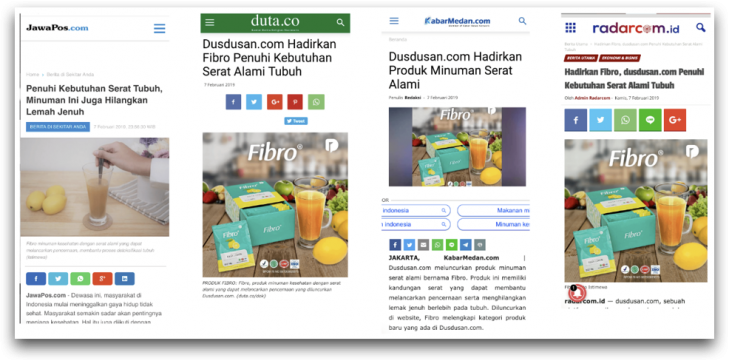 JawaPos.com
Home > Berita di Sekitar Anda
Penuhi Kebutuhan Serat Tubuh,
Minuman Ini Juga Hilangkan
Lemah Jenuh
BERITA DI SEKITAR ANDA
7 Februari 2019
Fibro minuman kesehatan dengan serat alami yang dapat
melancarkan pencernaan, membantu proses detoksifikasi tubuh
(Istimewa)
JawaPos.com - Dewasa ini, masyarakat di
Indonesia mulai meninggalkan gaya hidup tidak
sehat. Masyarakat semakin sadar akan pentingnya
menjaga kesehatan. Hal itu juga diikuti dengan
duta.co
Dusdusan.com Hadirkan
Fibro Penuhi Kebutuhan
Serat Alami Tubuh
7 Februari 2019
Tweet
Fibro
Fibro
PRODUK FIBRO: Fibro, produk minuman kesehatan dengan serat
alami yang dapat melancarkan pencernaan yang diluncurkan
Dusdusan.com. (duta.co/dok)
KabarMedan.com
Beranda
Dusdusan.com Hadirkan
Produk Minuman Serat
Alami
Penulis Redaksi - 7 Februari 2019
Fibro
Fibro
OK
Indonesia
Makanan m
Indonesia
Minuman ke
JAKARTA, KabarMedan.com |
Dusdusan.com meluncurkan produk minuman
serat alami bernama Fibro. Produk ini memiliki
kandungan serat yang dapat membantu
melancarkan pencernaan serta menghilangkan
lemak jenuh berlebih pada tubuh. Diluncurkan
di website, Fibro melengkapi kategori produk
baru yang ada di Dusdusan.com.
radarcom.id
BERITA UTAMA
EKONOMI & BISNIS
Hadirkan Fibro, dusdusan.com Penuhi
Kebutuhan Serat Alami Tubuh
Oleh Admin Radarcom - Kamis, 7 Februari 2019
Fibro
Fibro
Istimewa
radarcom.id — dusdusan.com, sebuah